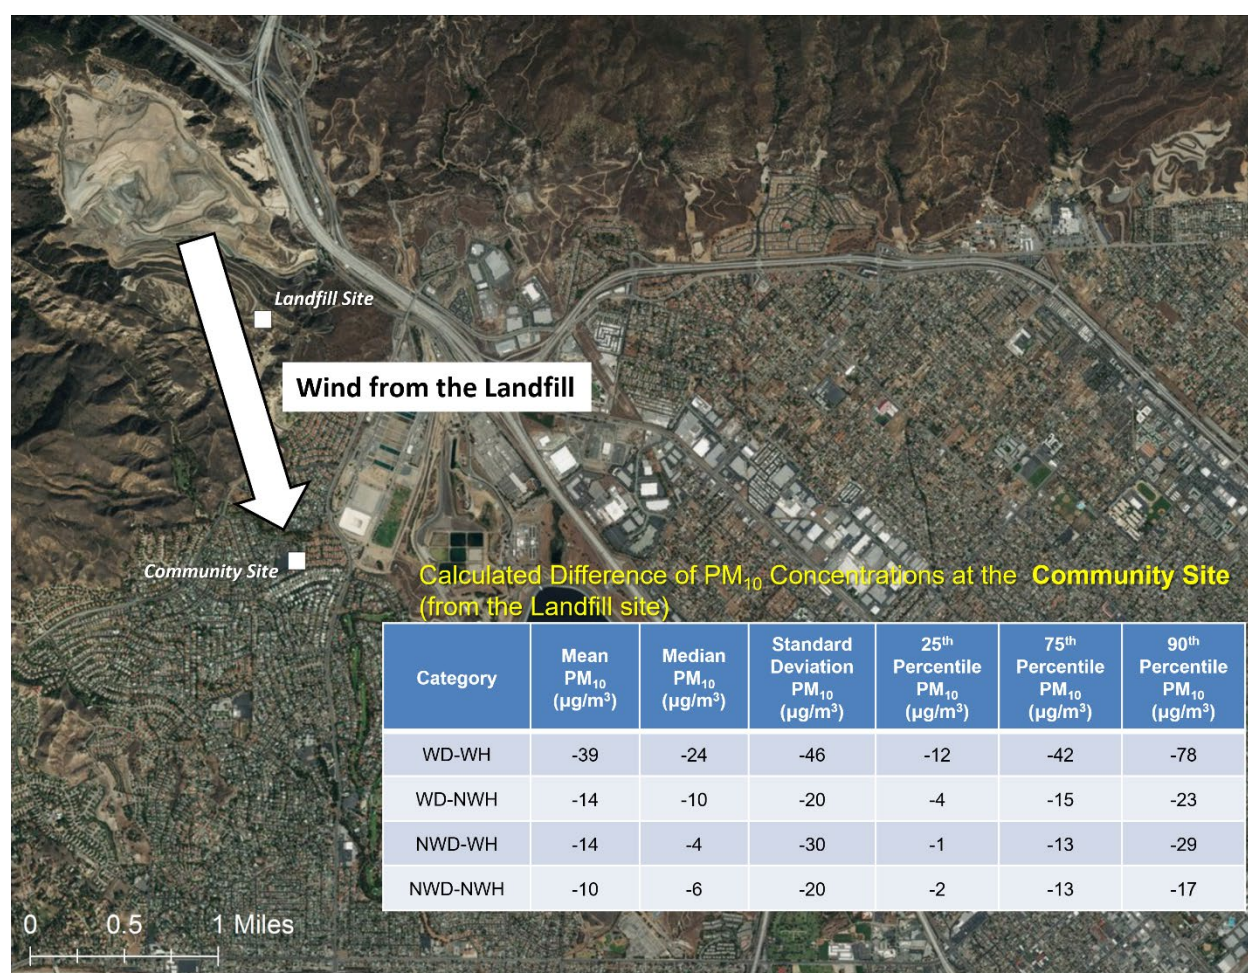 Landfill Site
Wind from the Landfill
Community Site
Calculated Difference of PM10 Concentrations at the Community Site
(from the Landfill site)
Category Mean PM10 (µg/m³) Median PM10 (µg/m³) Standard Deviation PM10 (µg/m³) 25th Percentile PM10 (µg/m³) 75th Percentile PM10 (µg/m³) 90th Percentile PM10 (µg/m³)
WD-WH -39 -24 -46 -12 -42 -78
WD-NWH -14 -10 -20 -4 -15 -23
NWD-WH -14 -4 -30 -1 -13 -29
NWD-NWH -10 -6 -20 -2 -13 -17
0 0.5 1 Miles